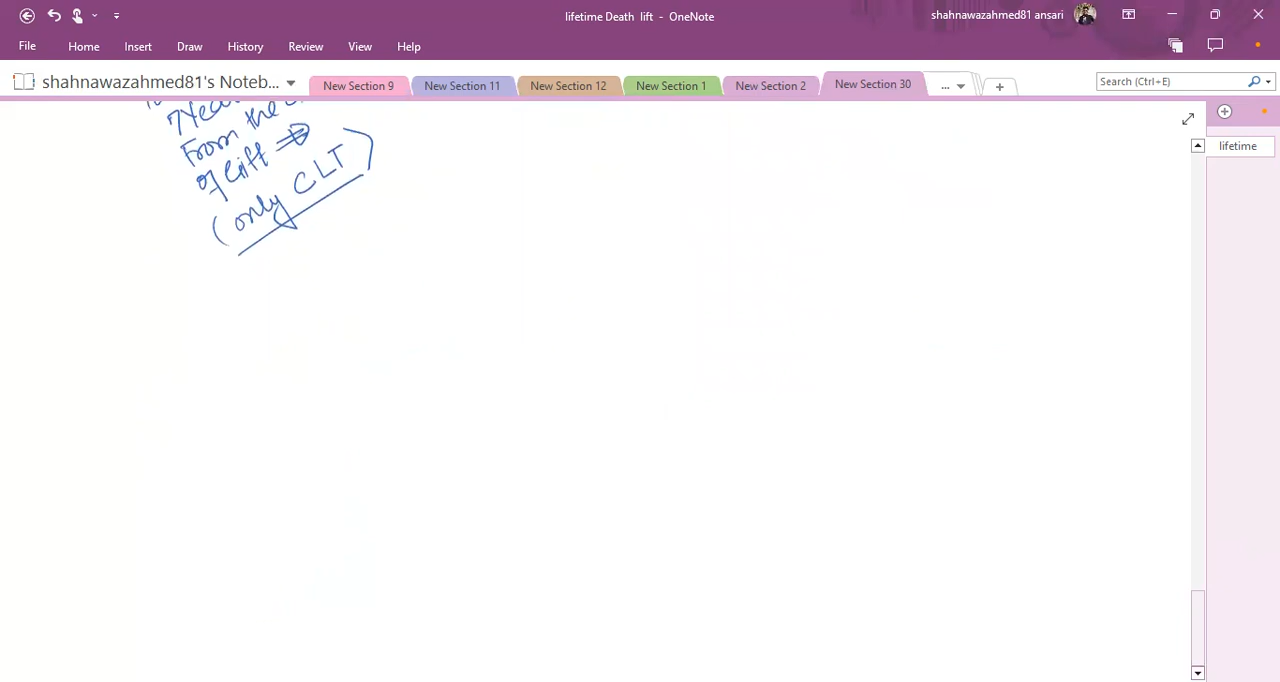 lifetime Death lift - OneNote
shahnawazahmed81 ansari
File Home Insert Draw History Review View Help
shahnawazahmed81's Noteb...
New Section 9
New Section 11
New Section 12
New Section 1
New Section 2
New Section 30
...
Search (Ctrl+E)
lifetime
From the
of Gift
(only CLT)